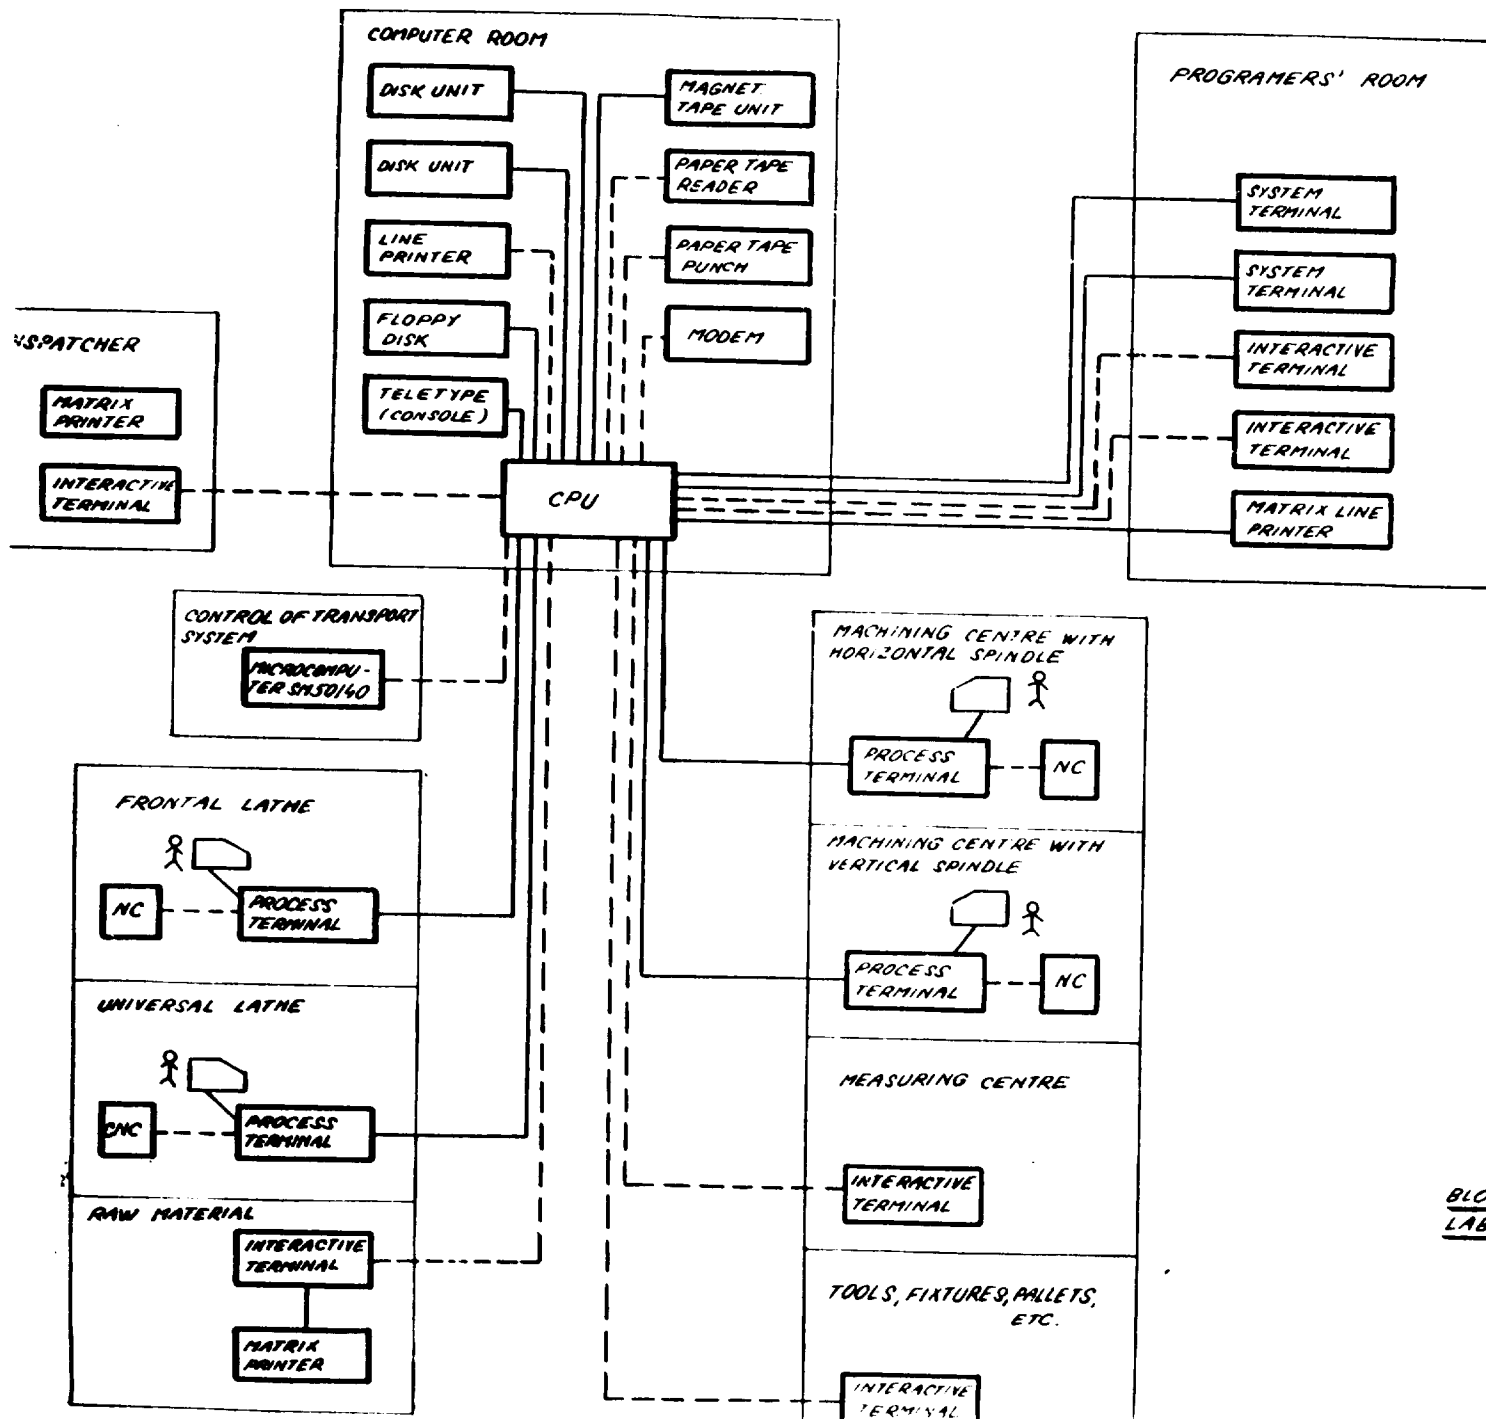 COMPUTER ROOM
DISK UNIT
DISK UNIT
LINE
PRINTER
FLOPPY
DISK
TELETYPE
(CONSOLE)
MAGNET
TAPE UNIT
PAPER TAPE
READER
PAPER TAPE
PUNCH
MODEM
CPU
PROGRAMERS' ROOM
SYSTEM
TERMINAL
SYSTEM
TERMINAL
INTERACTIVE
TERMINAL
INTERACTIVE
TERMINAL
MATRIX LINE
PRINTER
SPATCHER
MATRIX
PRINTER
INTERACTIVE
TERMINAL
CONTROL OF TRANSPORT
SYSTEM
MICROCOMPU-
TER SM50/40
FRONTAL LATHE
NC
PROCESS
TERMINAL
UNIVERSAL LATHE
CNC
PROCESS
TERMINAL
RAW MATERIAL
INTERACTIVE
TERMINAL
MATRIX
PRINTER
MACHINING CENTRE WITH
HORIZONTAL SPINDLE
PROCESS
TERMINAL
NC
MACHINING CENTRE WITH
VERTICAL SPINDLE
PROCESS
TERMINAL
NC
MEASURING CENTRE
INTERACTIVE
TERMINAL
TOOLS, FIXTURES, PALLETS,
ETC.
INTERACTIVE
TERMINAL
BLO
LAB